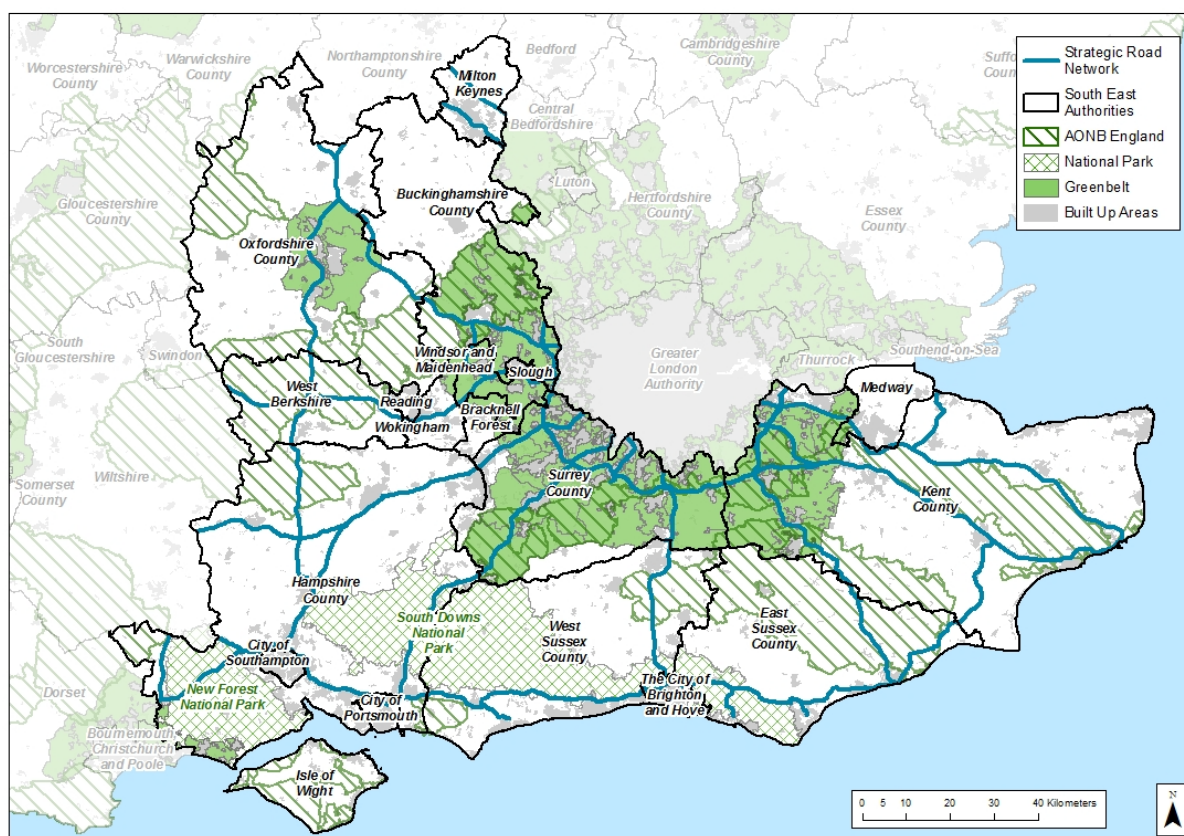 Worcestershire
County
Warwickshire
County
Northamptonshire
County
Bedford
Cambridgeshire
County
Milton
Keynes
Central
Bedfordshire
Gloucestershire
County
Buckinghamshire
County
Luton
Hertfordshire
County
Essex
County
Oxfordshire
County
South
Gloucestershire
Swindon
Windsor and
Maidenhead
Slough
Greater
London
Authority
Thurrock
Southend-on-Sea
Medway
West
Berkshire
Reading
Wokingham
Bracknell
Forest
Wiltshire
Somerset
County
Surrey
County
Kent
County
Hampshire
County
South Downs
National
Park
West
Sussex
County
East
Sussex
County
City of
Southampton
New Forest
National Park
City of
Portsmouth
The City of
Brighton
and Hove
Dorset
Bournemouth
Christchurch
and Poole
Isle of
Wight
Strategic Road
Network
South East
Authorities
AONB England
National Park
Greenbelt
Built Up Areas
0 5 10 20 30 40 Kilometers
N